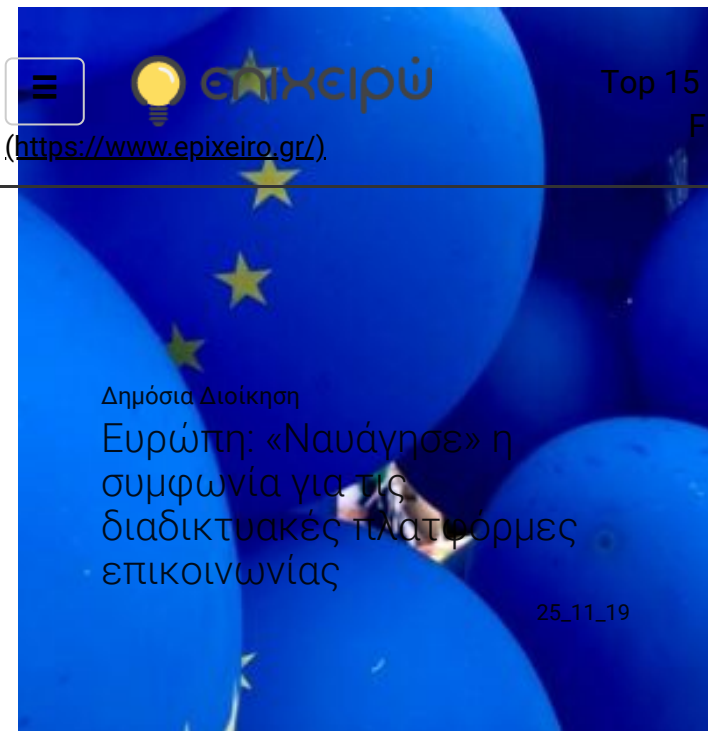 επιχειρώ
Top 15
F
(https://www.epixeiro.gr/)
Δημόσια Διοίκηση
Ευρώπη: «Ναυάγησε» η
συμφωνία για τις
διαδικτυακές πλατφόρμες
επικοινωνίας
25_11_19